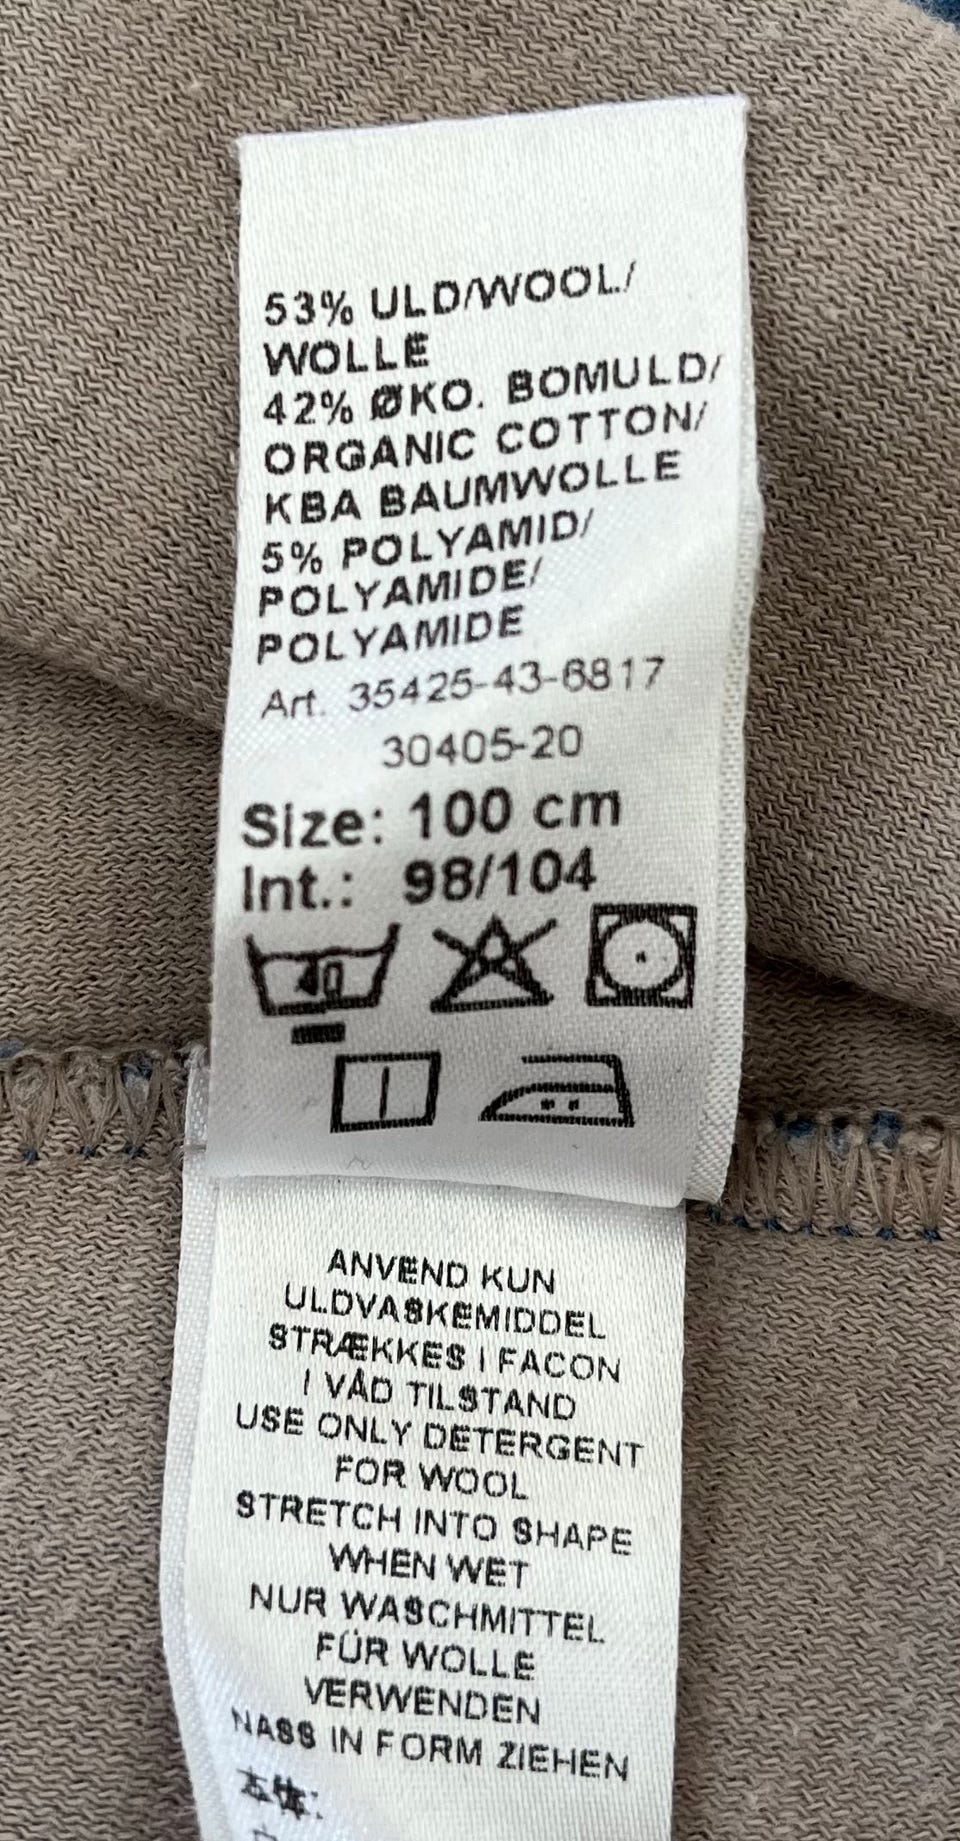 53% ULD/WOOL/
WOLLE
42% ØKO. BOMULD/
ORGANIC COTTON/
KBA BAUMWOLLE
5% POLYAMID/
POLYAMIDE/
POLYAMIDE
Art. 35425-43-6817
30405-20
Size: 100 cm
Int.: 98/104
40
ANVEND KUN
ULDVASKEMIDDEL
STRÆKKES I FACON
I VÅD TILSTAND
USE ONLY DETERGENT
FOR WOOL
STRETCH INTO SHAPE
WHEN WET
NUR WASCHMITTEL
FÜR WOLLE
VERWENDEN
NASS IN FORM ZIEHEN